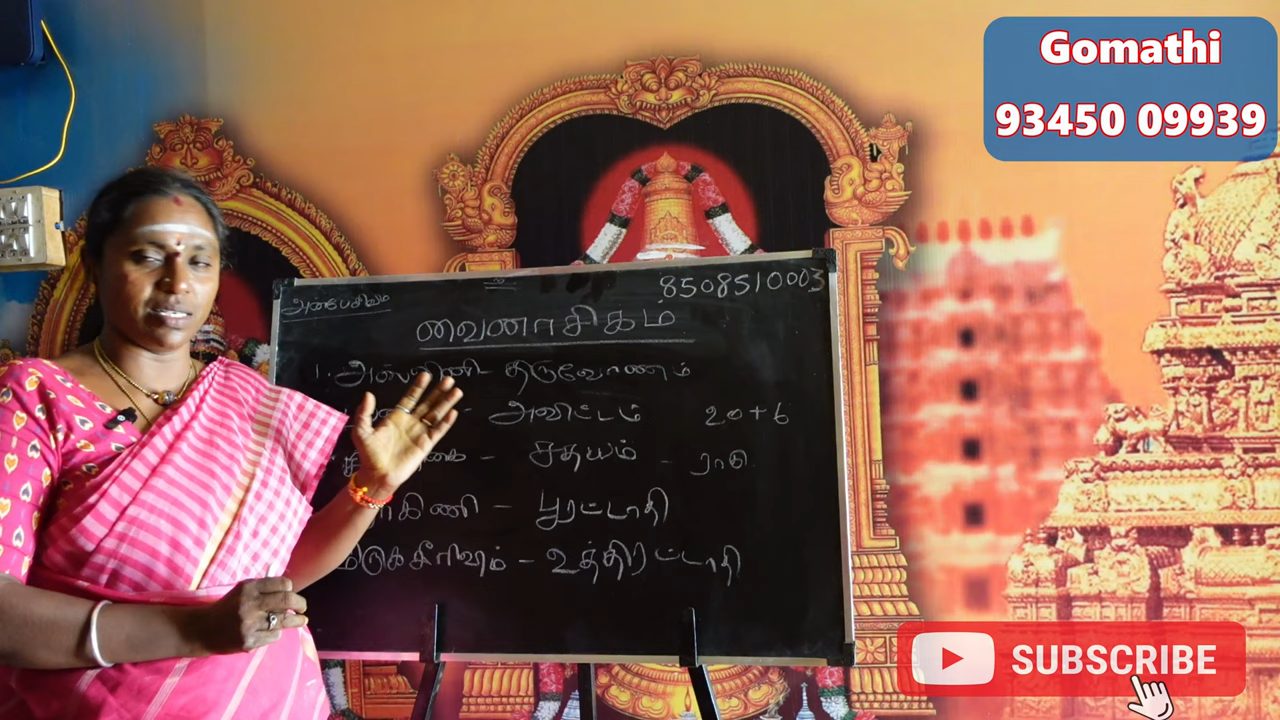 Gomathi
93450 09939
உ
8508510003
அன்பேசிவம்
வைனாசிகம்
1. அஸ்வினி - திருவோணம்
- அவிட்டம் 20+6
- சதயம் - ராகு
- பூரட்டாதி
மிருகசீரிஷம் - உத்திரட்டாதி
SUBSCRIBE